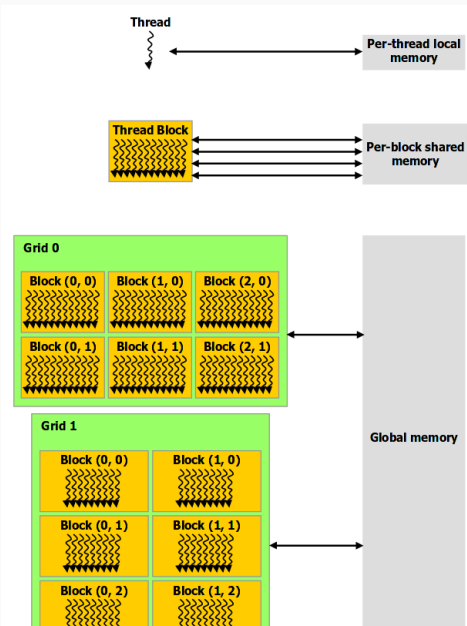 Thread
Per-thread local
memory
Thread Block
Per-block shared
memory
Grid 0
Block (0, 0) Block (1, 0) Block (2, 0)
Block (0, 1) Block (1, 1) Block (2, 1)
Global memory
Grid 1
Block (0, 0) Block (1, 0)
Block (0, 1) Block (1, 1)
Block (0, 2) Block (1, 2)